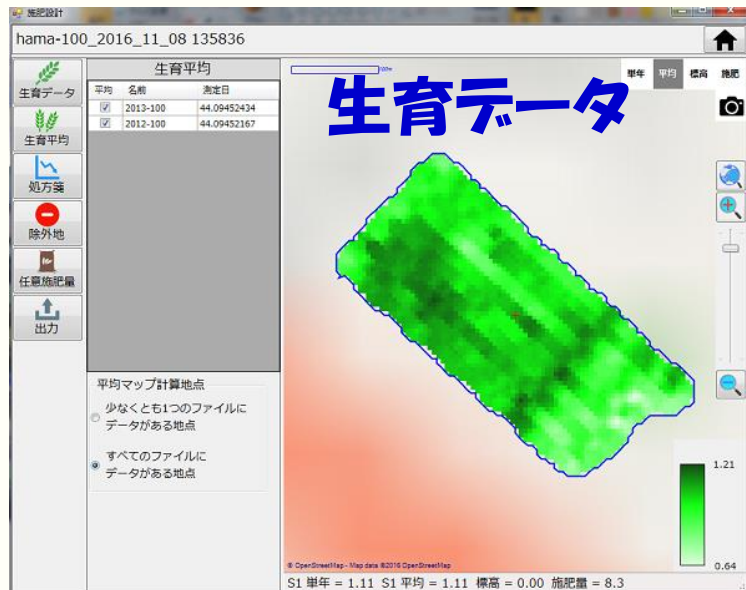 施肥設計
hama-100_2016_11_08 135836
生育データ
生育平均
処方箋
除外地
任意施肥量
出力
生育平均
平均 名前 測定日
2013-100 44.09452434
2012-100 44.09452167
平均マップ計算地点
少なくとも1つのファイルに
データがある地点
すべてのファイルに
データがある地点
100m
生育データ
単年 平均 標高 施肥
1.21
0.64
© OpenStreetMap - Map data ©2016 OpenStreetMap
S1 単年 = 1.11 S1 平均 = 1.11 標高 = 0.00 施肥量 = 8.3